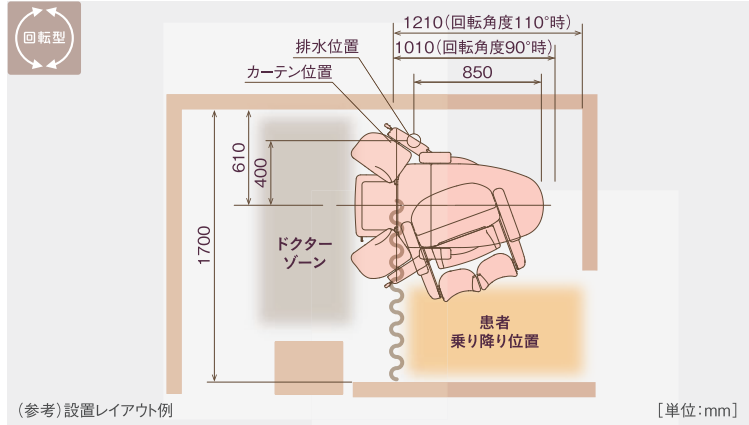 回転型
1210（回転角度110°時）
排水位置
1010（回転角度90°時）
カーテン位置
850
610
400
1700
ドクター
ゾーン
患者
乗り降り位置
（参考）設置レイアウト例
［単位：mm］